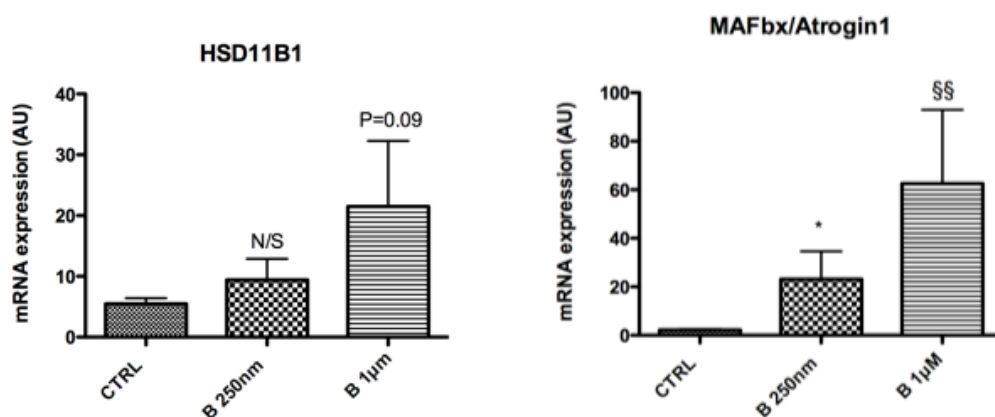 HSD11B1
mRNA expression (AU)
40
30
20
10
0
N/S
P=0.09
CTRL
B 250nm
B 1µm
MAFbx/Atrogin1
mRNA expression (AU)
100
80
60
40
20
0
*
§§
CTRL
B 250nm
B 1µM